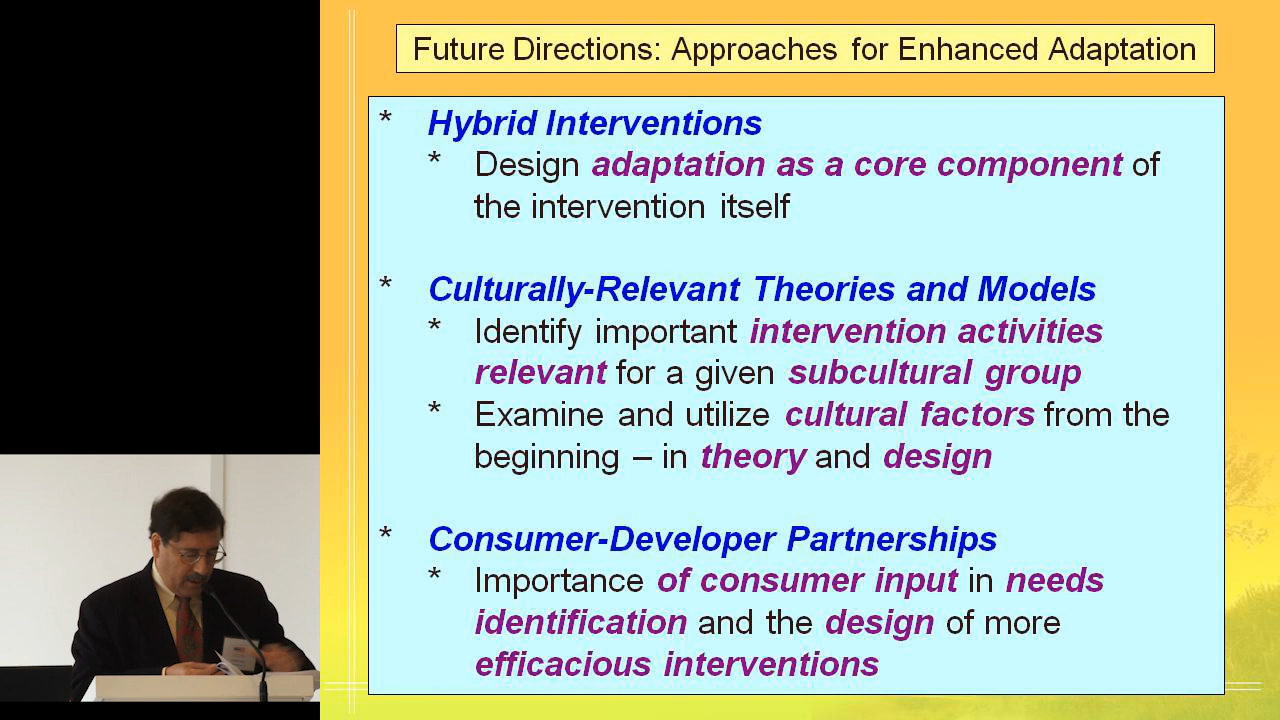 Future Directions: Approaches for Enhanced Adaptation
* Hybrid Interventions
* Design adaptation as a core component of
the intervention itself
* Culturally-Relevant Theories and Models
* Identify important intervention activities
relevant for a given subcultural group
* Examine and utilize cultural factors from the
beginning – in theory and design
* Consumer-Developer Partnerships
* Importance of consumer input in needs
identification and the design of more
efficacious interventions